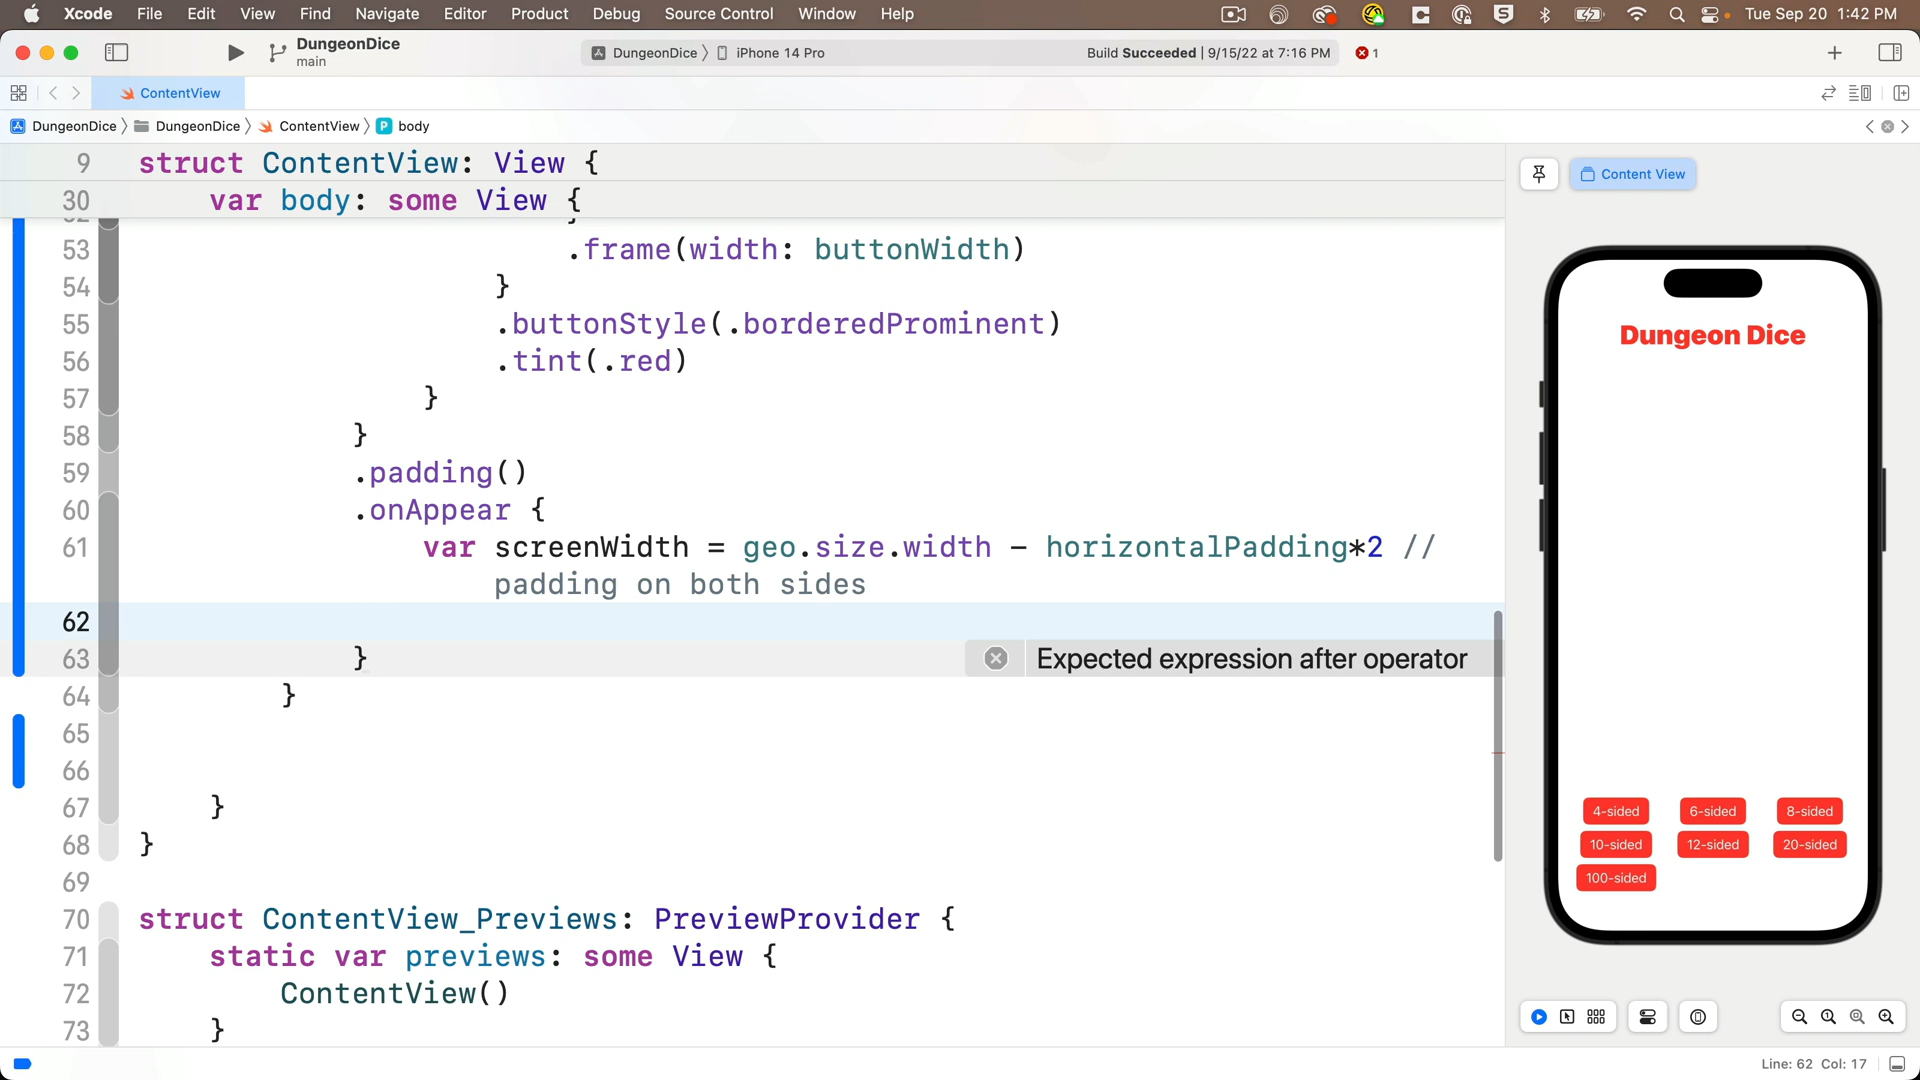 Xcode File Edit View Find Navigate Editor Product Debug Source Control Window Help Tue Sep 20 1:42 PM
DungeonDice
main
DungeonDice iPhone 14 Pro Build Succeeded | 9/15/22 at 7:16 PM 1
ContentView
DungeonDice DungeonDice ContentView P body
9 struct ContentView: View {
30 var body: some View {
53 .frame(width: buttonWidth)
54 }
55 .buttonStyle(.borderedProminent)
56 .tint(.red)
57 }
58 }
59 .padding()
60 .onAppear {
61 var screenWidth = geo.size.width - horizontalPadding*2 //
padding on both sides
62
63 } Expected expression after operator
64 }
65
66
67 }
68 }
69
70 struct ContentView_Previews: PreviewProvider {
71 static var previews: some View {
72 ContentView()
73 }
Content View
Dungeon Dice
4-sided 6-sided 8-sided
10-sided 12-sided 20-sided
100-sided
Line: 62 Col: 17